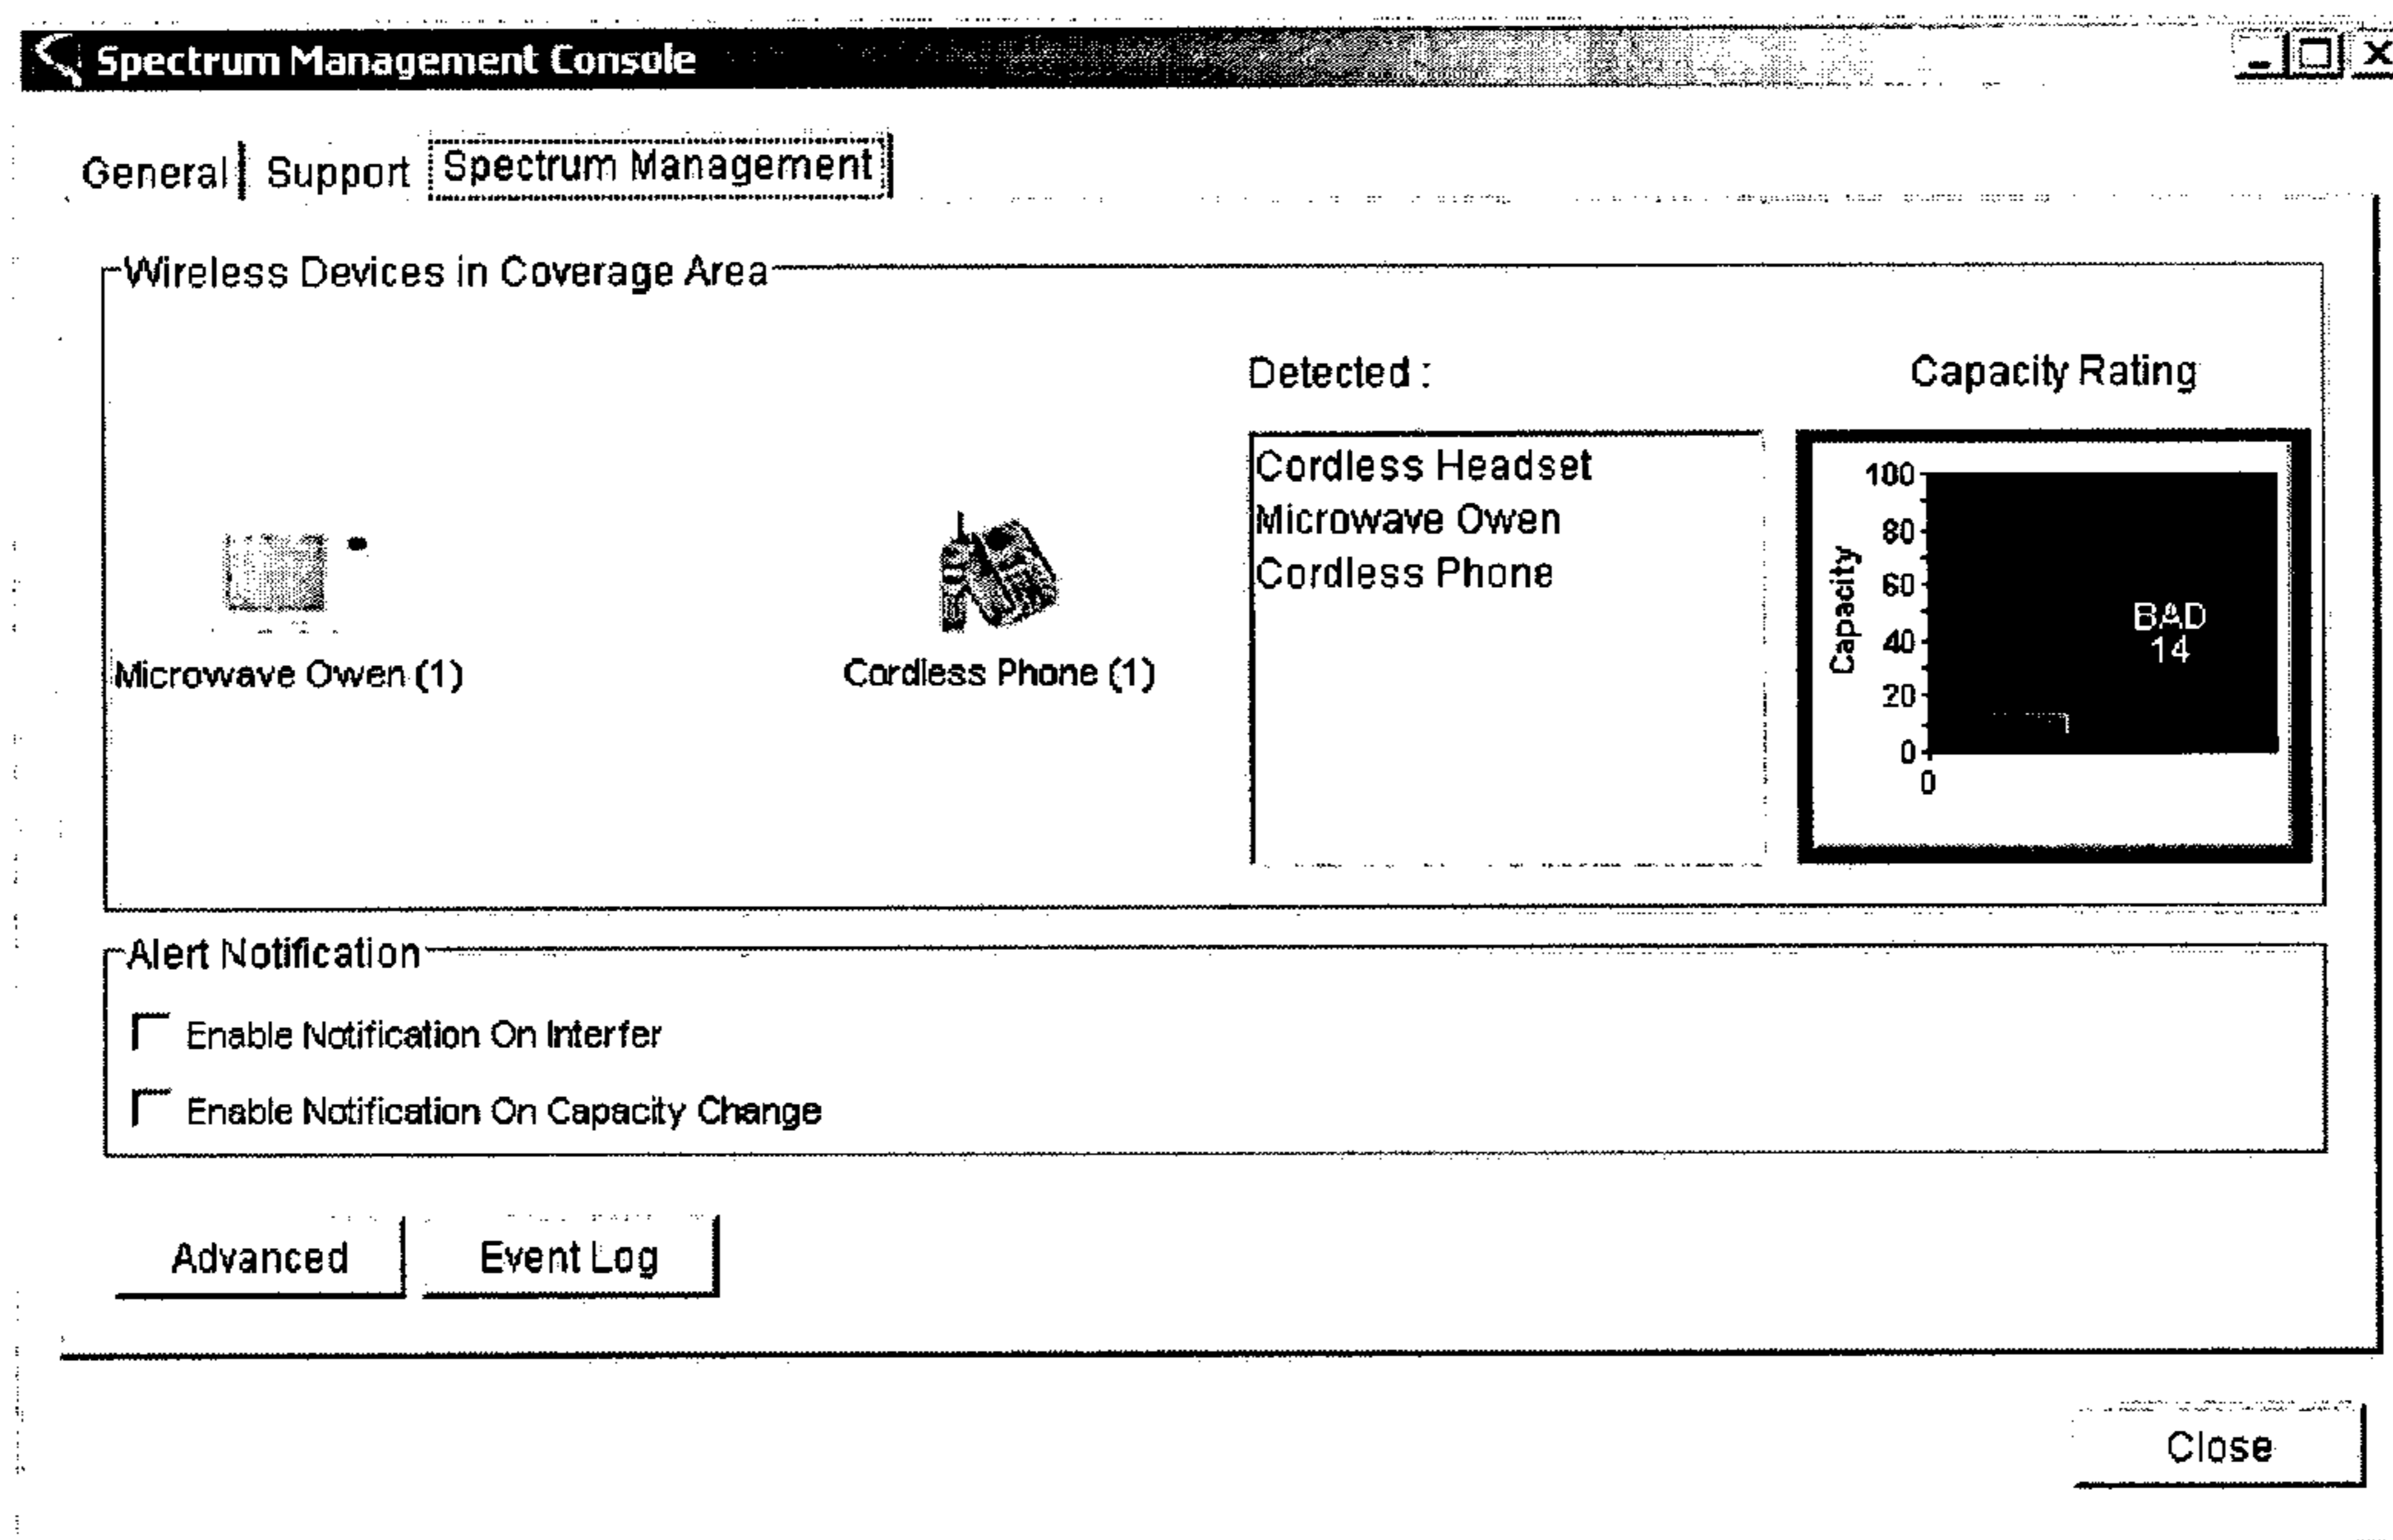 Spectrum Management Console
General Support Spectrum Management
Wireless Devices in Coverage Area
Detected :
Capacity Rating
Cordless Headset
Microwave Owen
Cordless Phone
Microwave Owen (1)
Cordless Phone (1)
Capacity
100
80
60
40
20
0
0
BAD
14
Alert Notification
Enable Notification On Interfer
Enable Notification On Capacity Change
Advanced
Event Log
Close